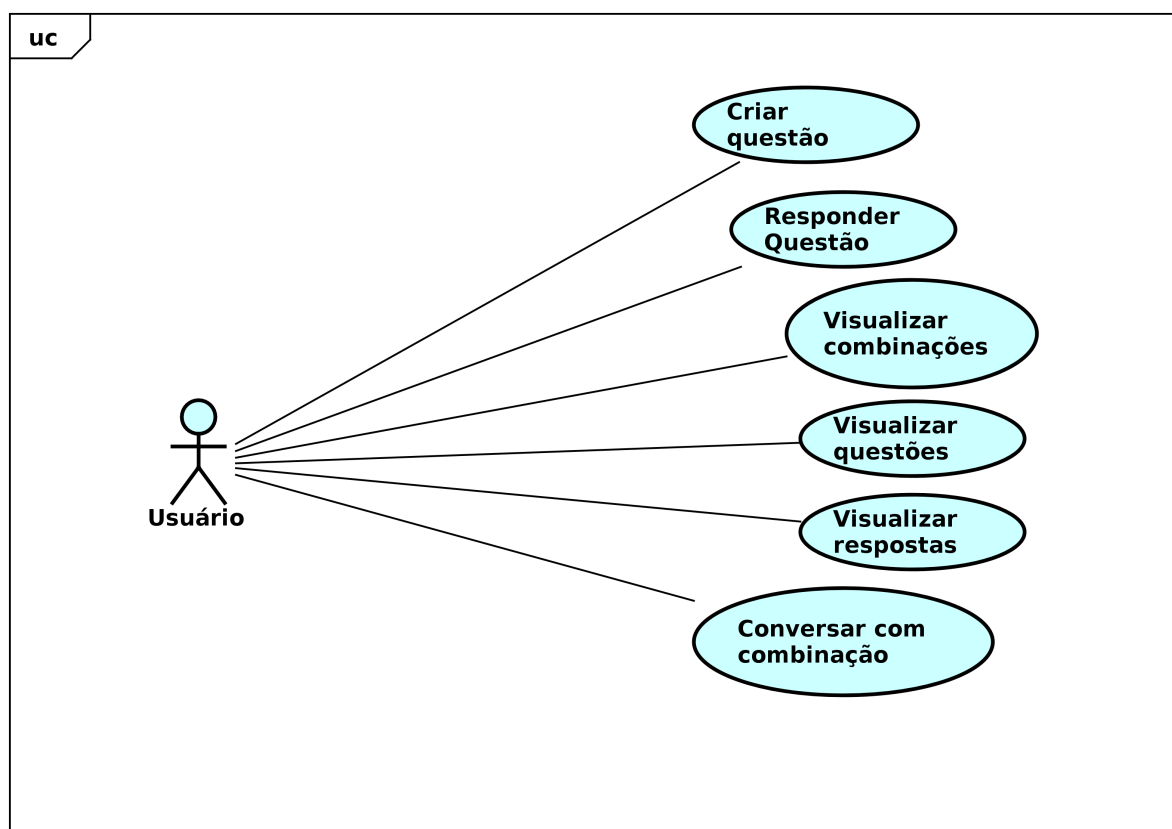 uc
Criar
questão
Responder
Questão
Visualizar
combinações
Visualizar
questões
Usuário
Visualizar
respostas
Conversar com
combinação